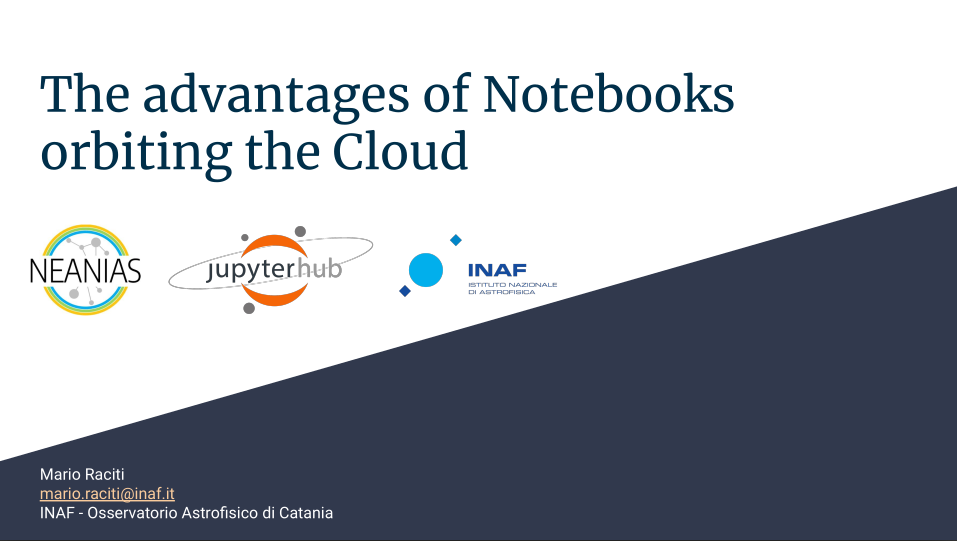 The advantages of Notebooks
orbiting the Cloud
NEANIAS
jupyterhub
INAF
ISTITUTO NAZIONALE
DI ASTROFISICA
Mario Raciti
mario.raciti@inaf.it
INAF - Osservatorio Astrofisico di Catania